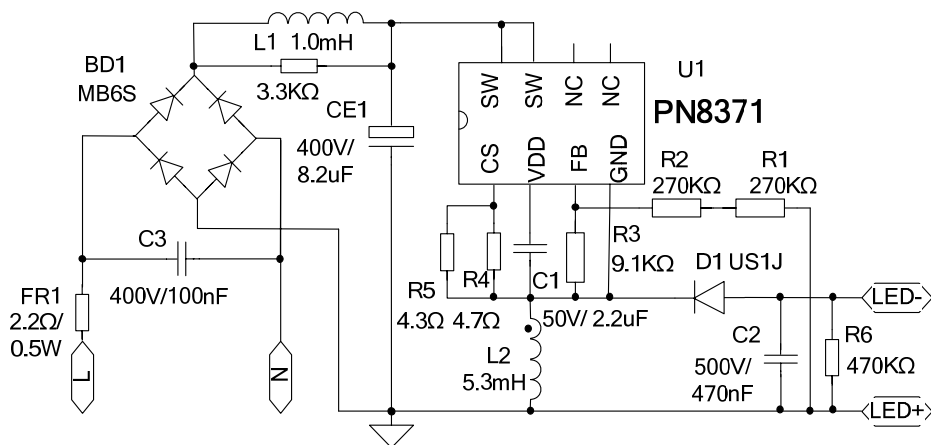 L1 1.0mH
BD1
MB6S
3.3KΩ
CE1
400V/
8.2uF
SW
SW
NC
NC
U1
PN8371
CS
VDD
FB
GND
R2
270KΩ
R1
270KΩ
C3
400V/100nF
FR1
2.2Ω/
0.5W
L
N
R5
4.3Ω
R4
4.7Ω
C1
50V/ 2.2uF
R3
9.1KΩ
D1 US1J
LED-
L2
5.3mH
C2
500V/
470nF
R6
470KΩ
LED+